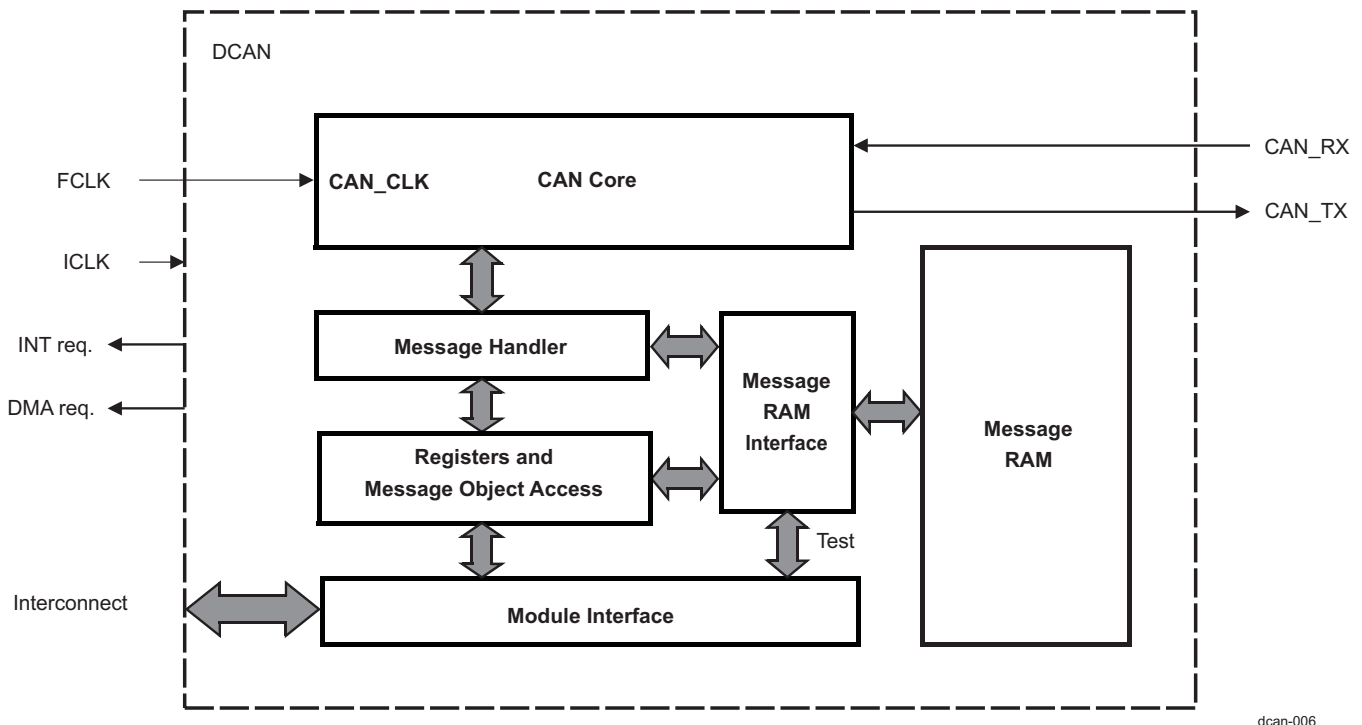 DCAN
CAN_RX
FCLK
CAN_CLK
CAN Core
CAN_TX
ICLK
INT req.
Message Handler
DMA req.
Message
RAM
Interface
Message
RAM
Registers and
Message Object Access
Test
Interconnect
Module Interface
dcan-006